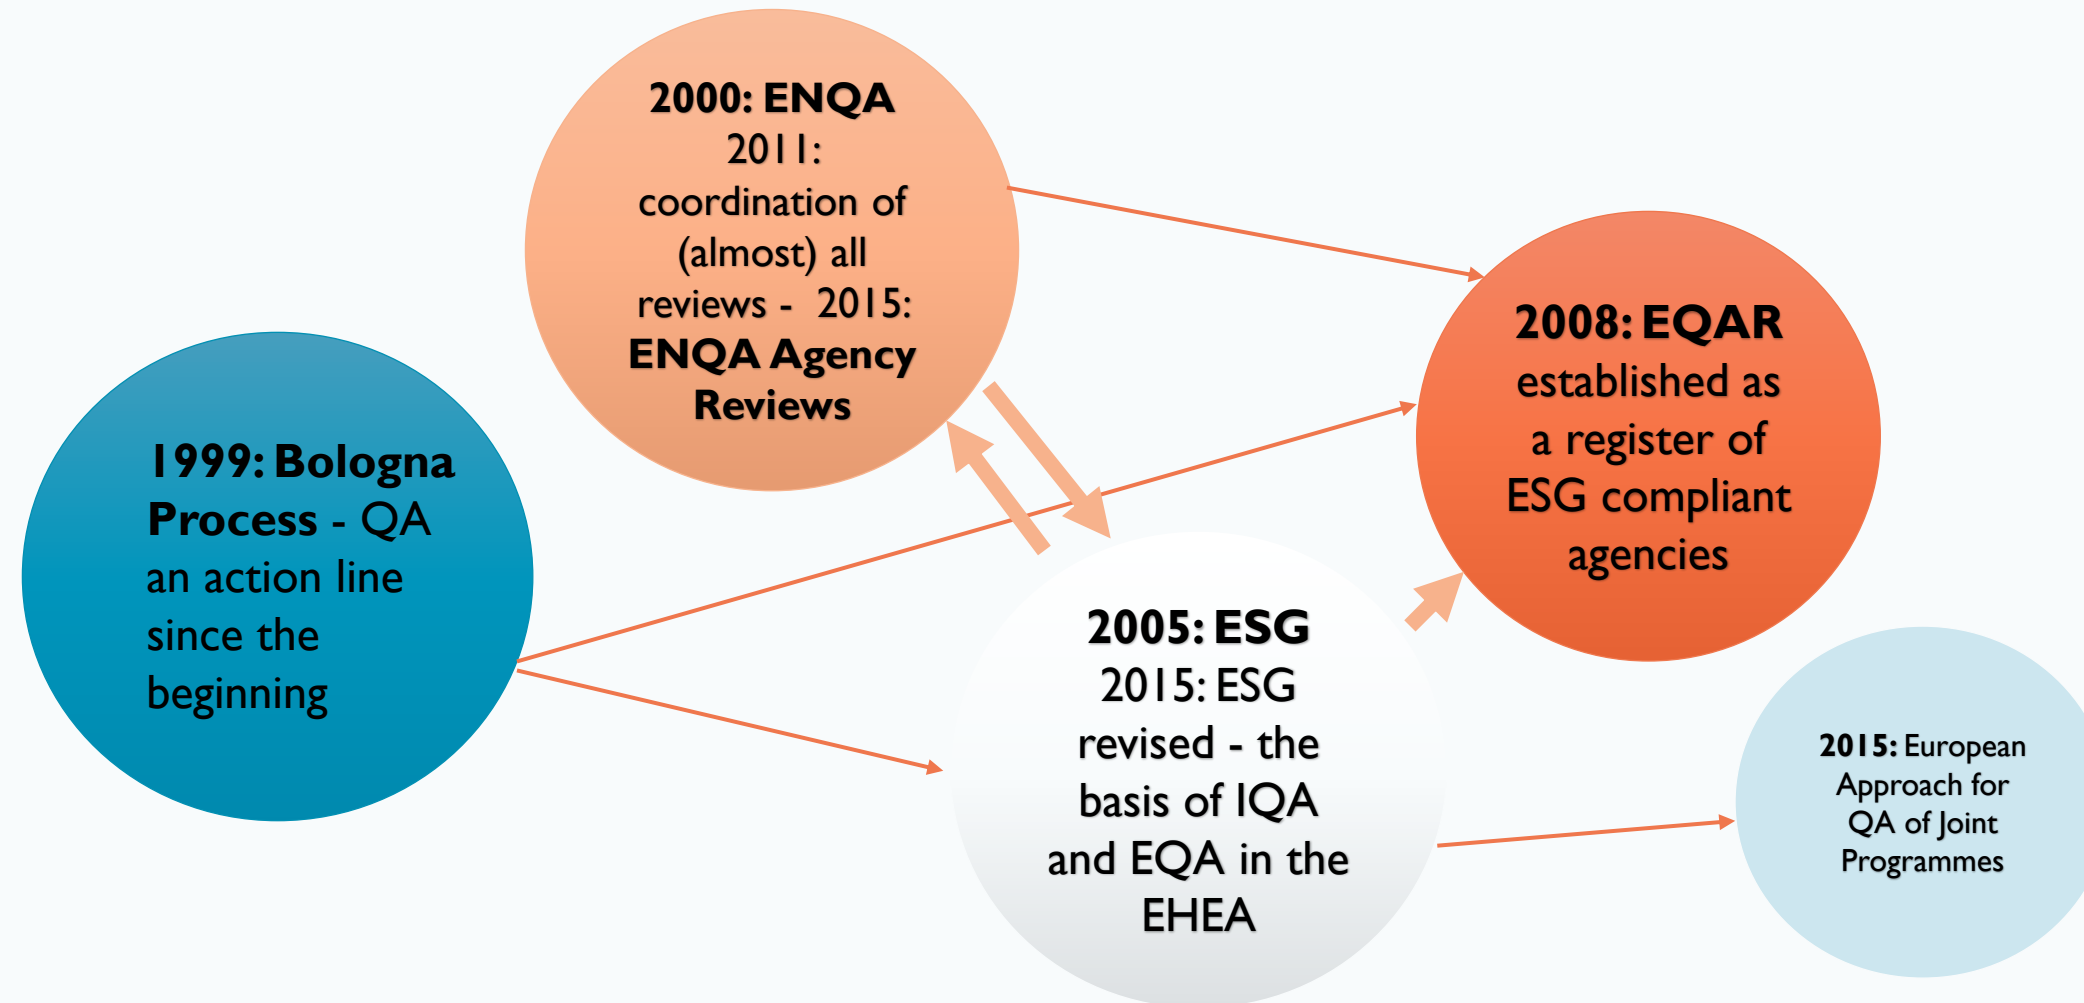 2000: ENQA
2011:
coordination of
(almost) all
reviews - 2015:
ENQA Agency
Reviews
1999: Bologna
Process - QA
an action line
since the
beginning
2008: EQAR
established as
a register of
ESG compliant
agencies
2005: ESG
2015: ESG
revised - the
basis of IQA
and EQA in the
EHEA
2015: European
Approach for
QA of Joint
Programmes